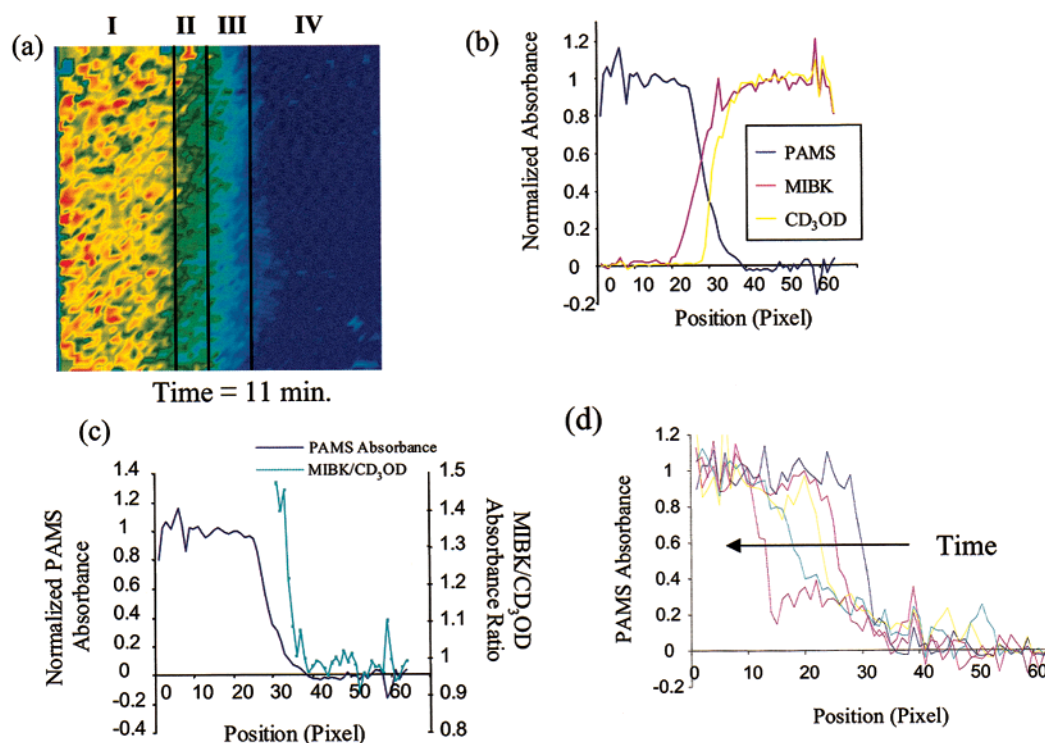 (a)
I II III IV
Time = 11 min.
(b)
Normalized Absorbance
1.2
1
0.8
0.6
0.4
0.2
0
-0.2
0 10 20 30 40 50 60
Position (Pixel)
PAMS
MIBK
CD₃OD
(c)
PAMS Absorbance
MIBK/CD₃OD
Normalized PAMS
Absorbance
1.4
1.2
1
0.8
0.6
0.4
0.2
0
-0.2
-0.4
0 10 20 30 40 50 60
Position (Pixel)
1.5
1.4
1.3
1.2
1.1
1
0.9
0.8
MIBK/CD₃OD
Absorbance Ratio
(d)
PAMS Absorbance
1.2
1
0.8
0.6
0.4
0.2
0
-0.2
Time
0 10 20 30 40 50 60
Position (Pixel)